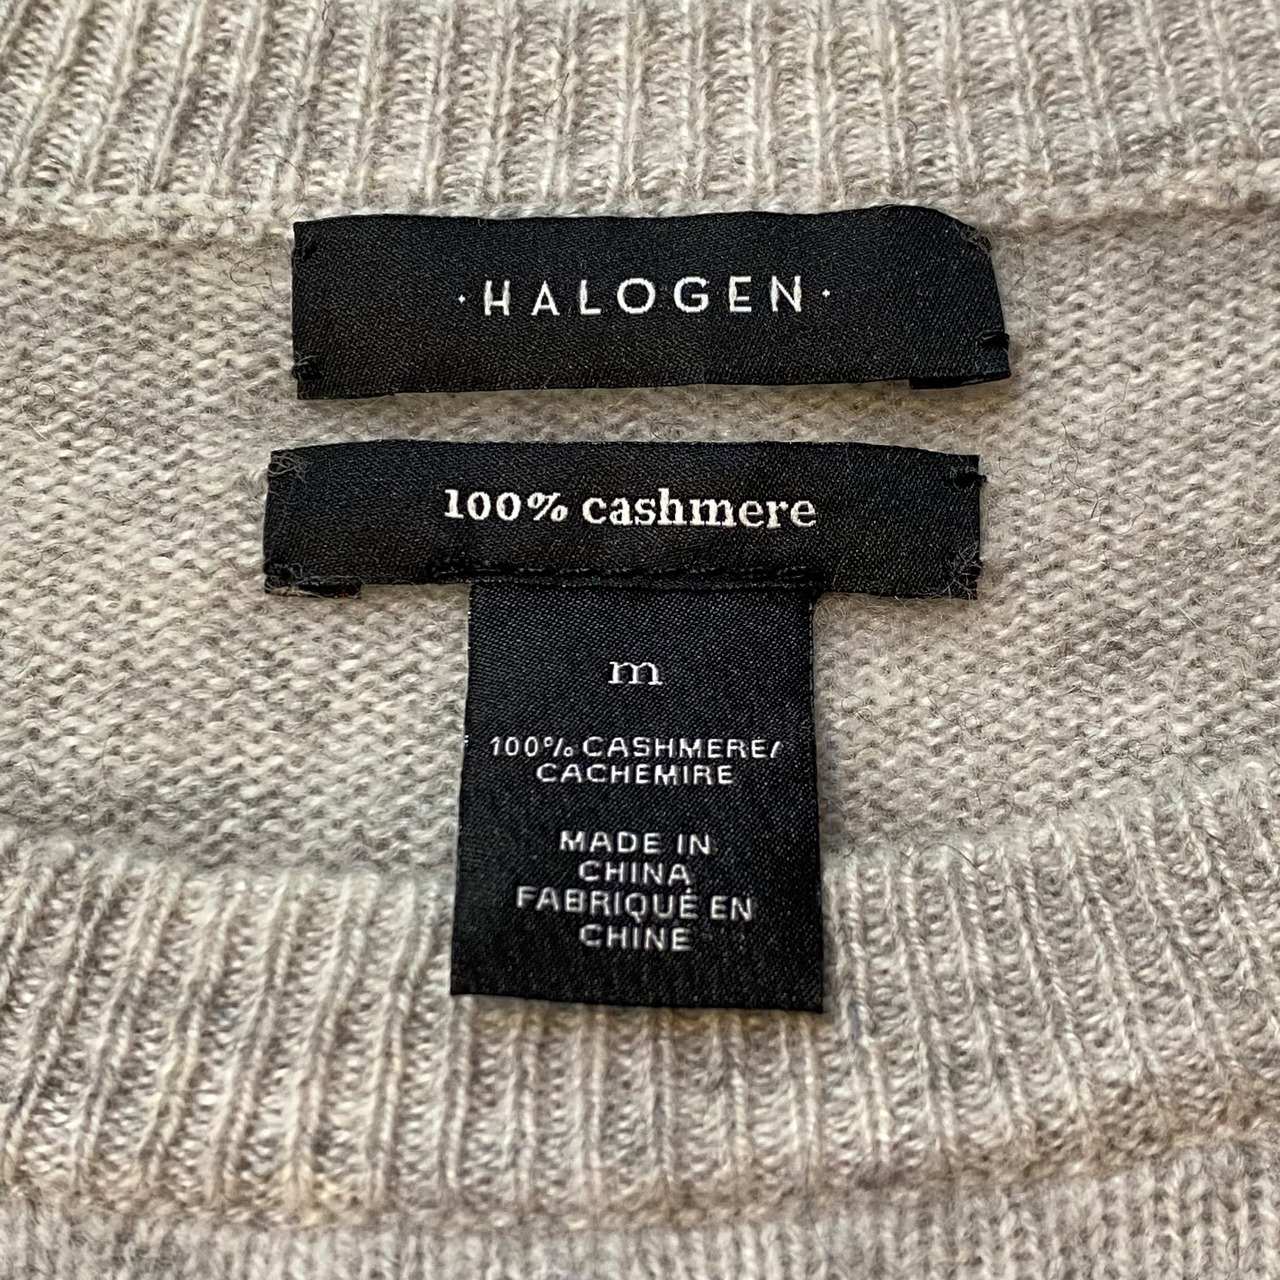 ·HALOGEN·
100% cashmere
m
100% CASHMERE/
CACHEMIRE
MADE IN
CHINA
FABRIQUÉ EN
CHINE